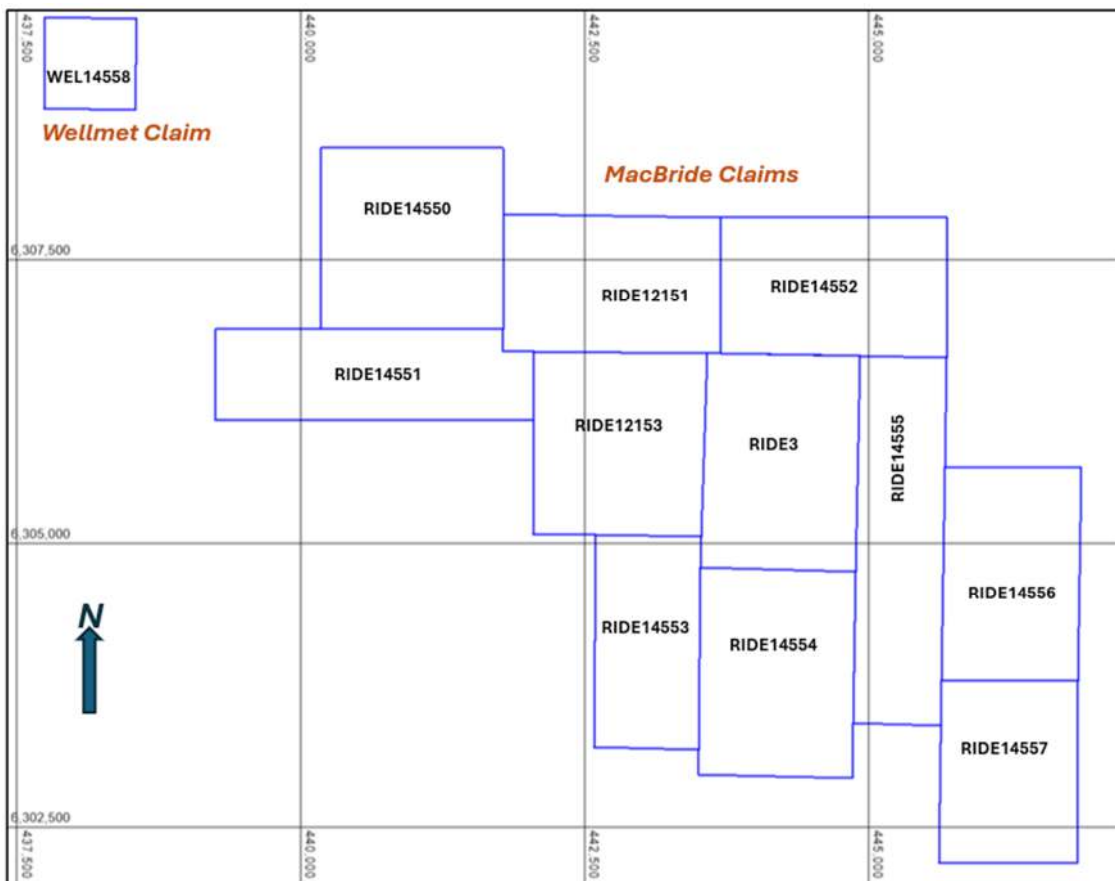 437,500
440,000
442,500
445,000
WEL14558
Wellmet Claim
MacBride Claims
RIDE14550
6,307,500
RIDE14552
RIDE12151
RIDE14551
RIDE12153
RIDE3
RIDE14555
6,305,000
RIDE14556
N
RIDE14553
RIDE14554
RIDE14557
6,302,500
437,500
440,000
442,500
445,000